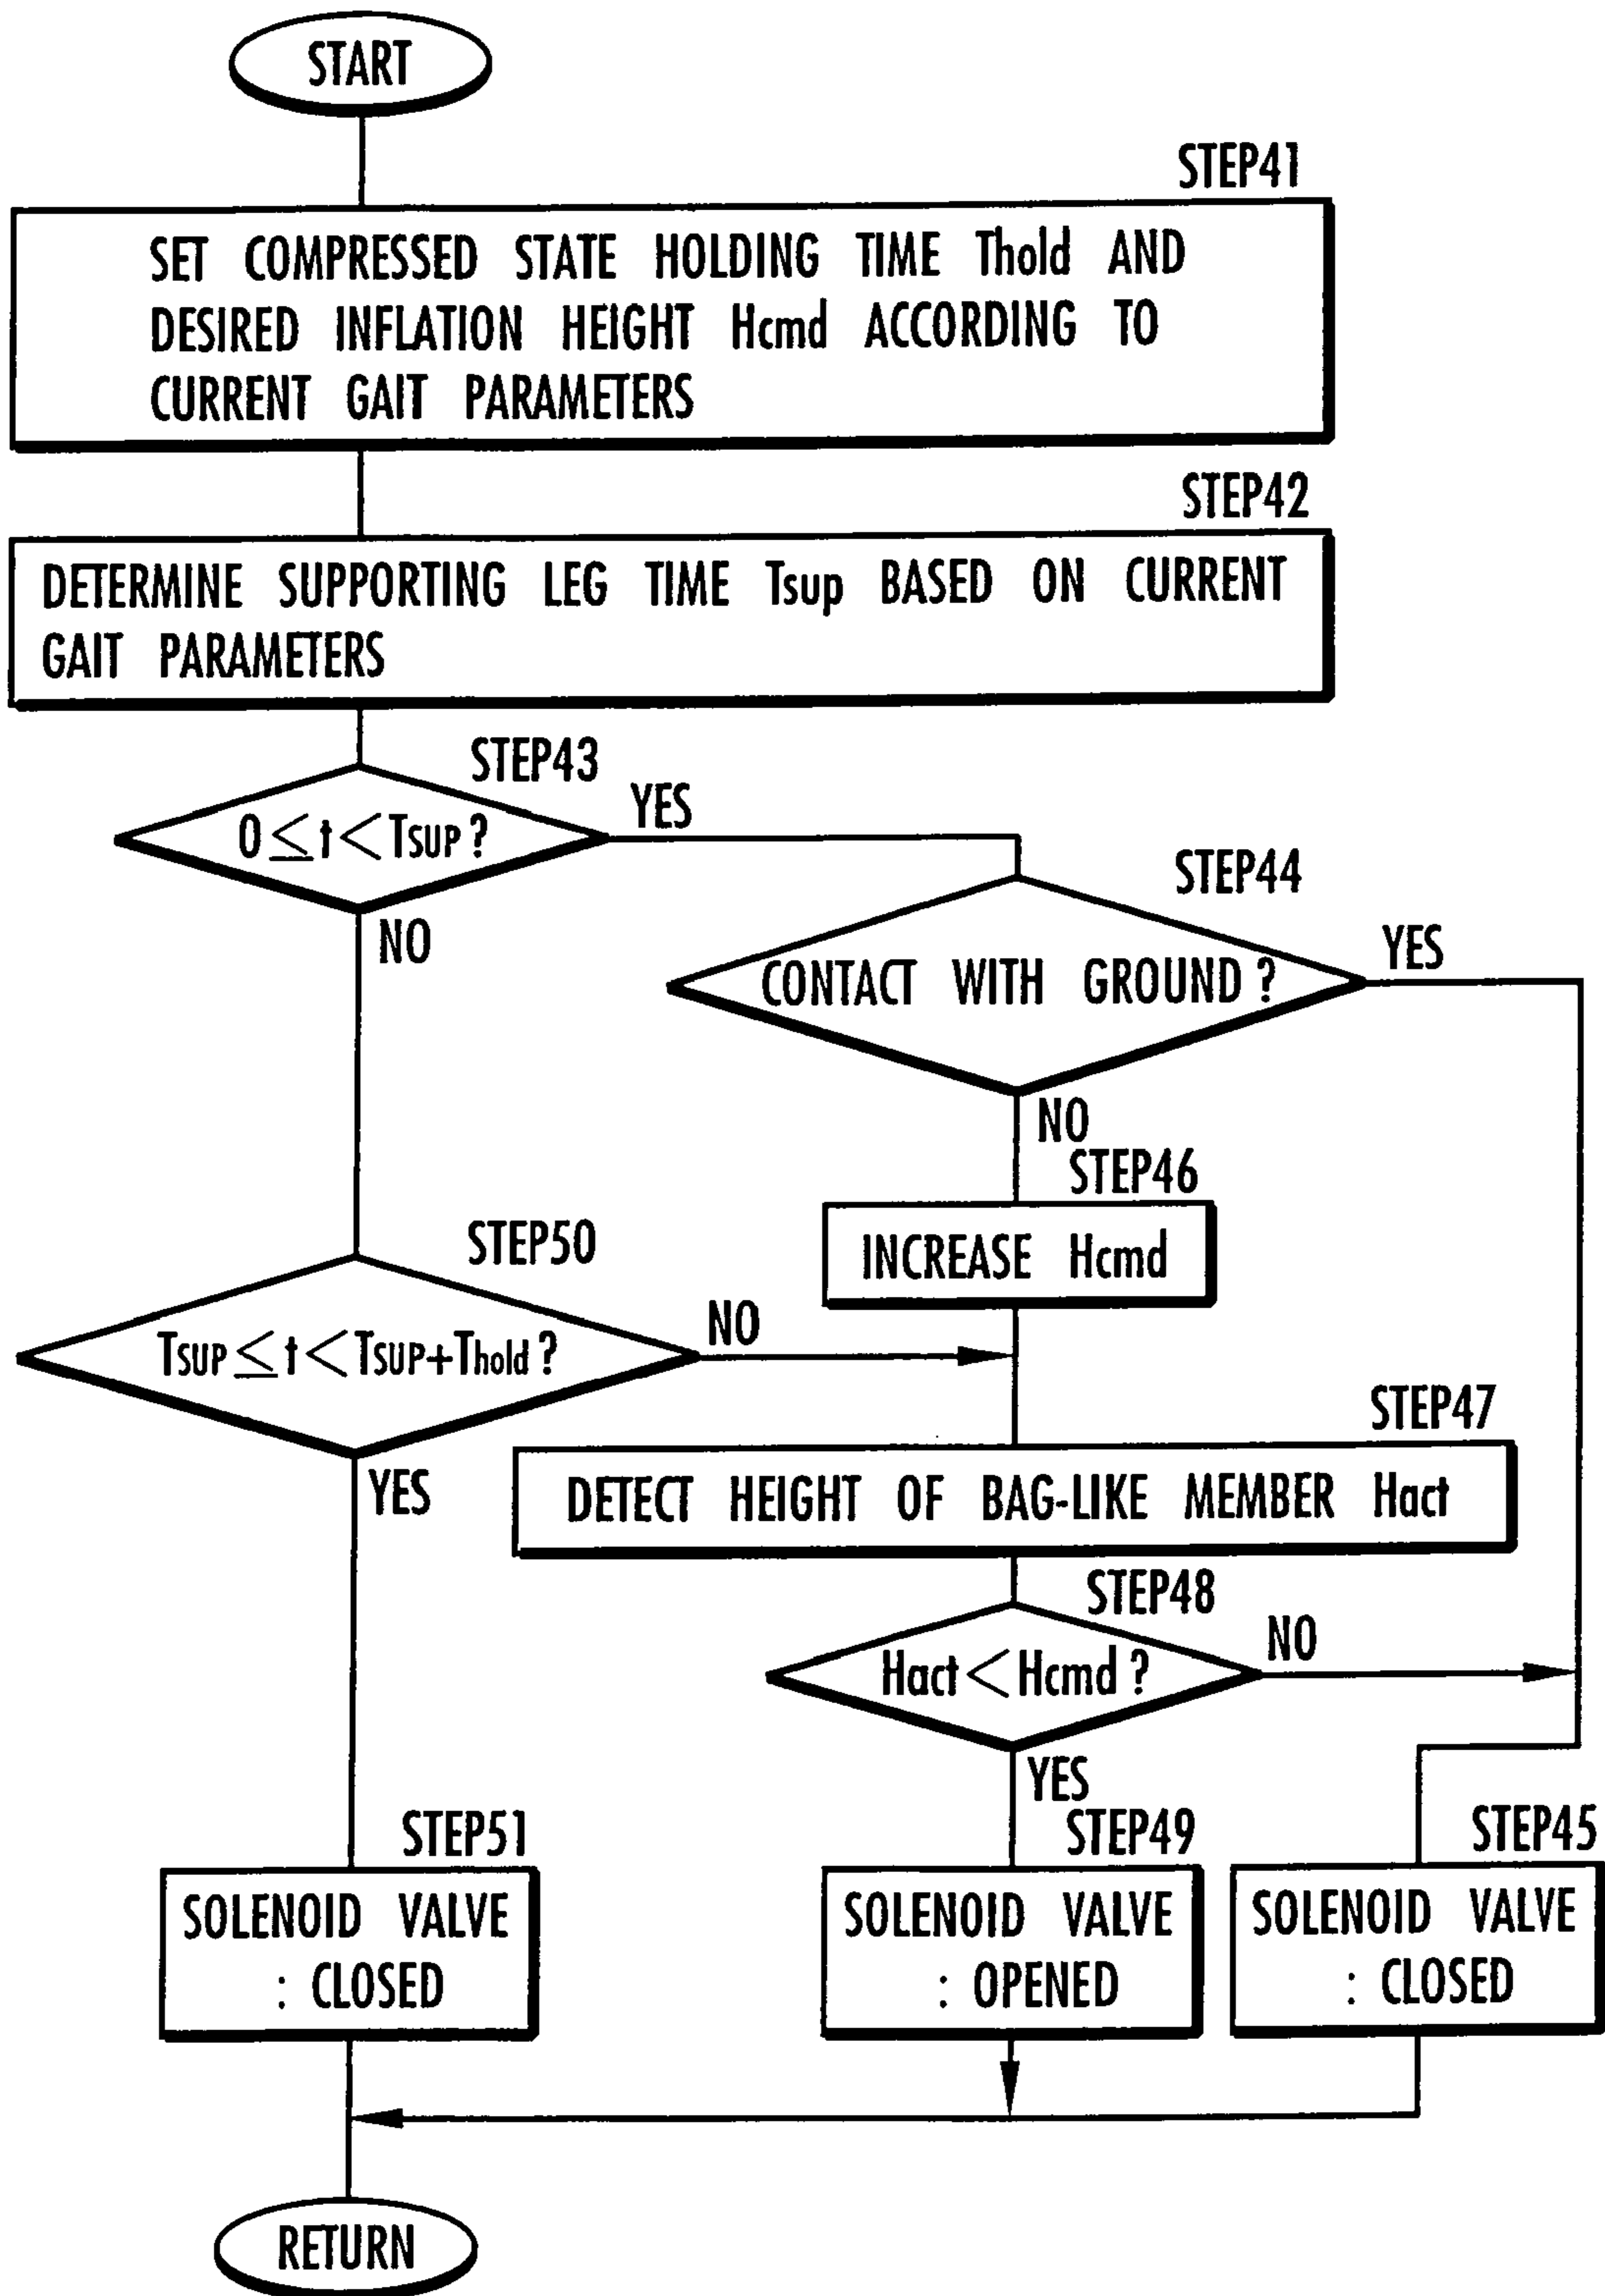 START
STEP41
SET COMPRESSED STATE HOLDING TIME Thold AND
DESIRED INFLATION HEIGHT Hcmd ACCORDING TO
CURRENT GAIT PARAMETERS
STEP42
DETERMINE SUPPORTING LEG TIME Tsup BASED ON CURRENT
GAIT PARAMETERS
STEP43
0≦t<TSUP?
YES
NO
STEP44
CONTACT WITH GROUND?
YES
NO
STEP46
INCREASE Hcmd
STEP50
TSUP≦t<TSUP+Thold?
NO
YES
STEP47
DETECT HEIGHT OF BAG-LIKE MEMBER Hact
STEP48
Hact<Hcmd?
NO
YES
STEP51
SOLENOID VALVE
: CLOSED
STEP49
SOLENOID VALVE
: OPENED
STEP45
SOLENOID VALVE
: CLOSED
RETURN